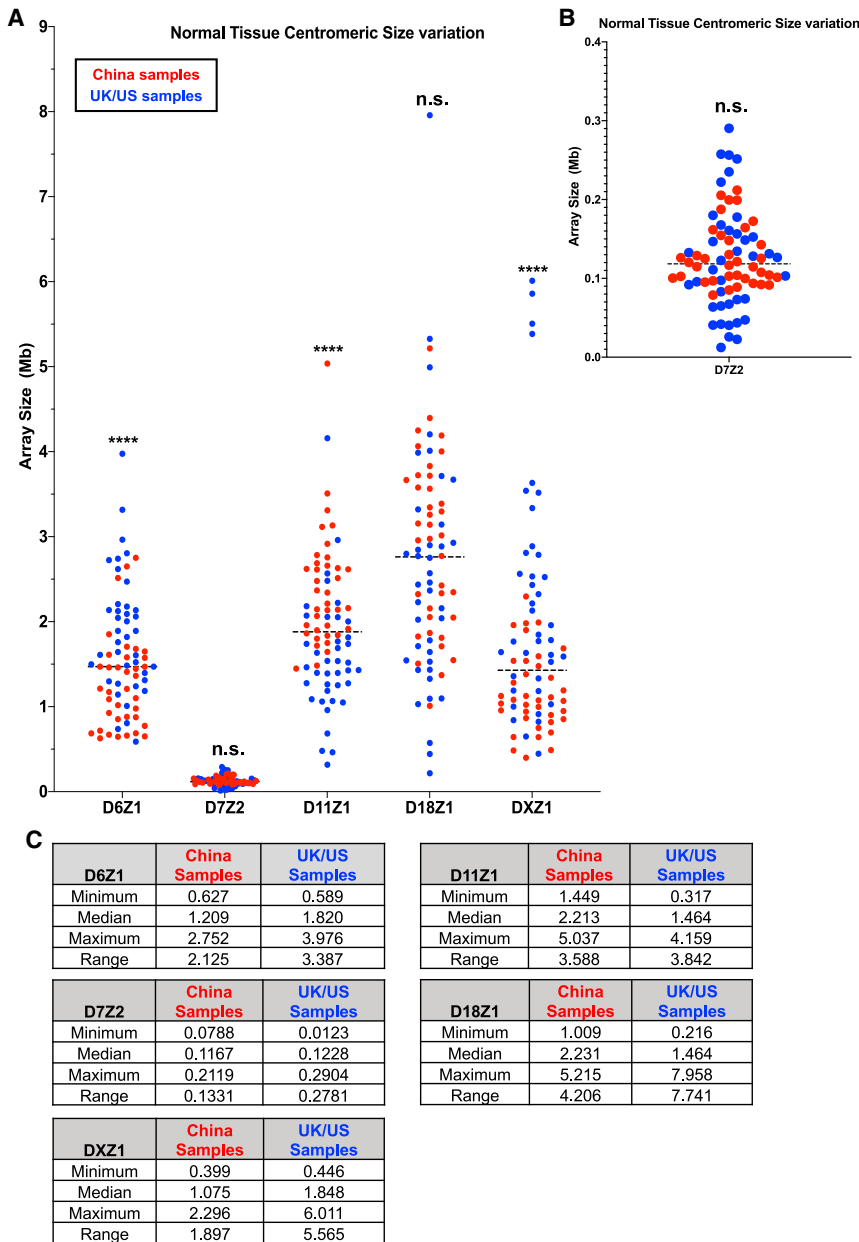 A
Normal Tissue Centromeric Size variation
China samples
UK/US samples
Array Size (Mb)
9
8
7
6
5
4
3
2
1
0
****
n.s.
****
n.s.
****
D6Z1
D7Z2
D11Z1
D18Z1
DXZ1
B
Normal Tissue Centromeric Size variation
n.s.
Array Size (Mb)
0.4
0.3
0.2
0.1
0.0
D7Z2
C
D6Z1 China Samples UK/US Samples
Minimum 0.627 0.589
Median 1.209 1.820
Maximum 2.752 3.976
Range 2.125 3.387
D11Z1 China Samples UK/US Samples
Minimum 1.449 0.317
Median 2.213 1.464
Maximum 5.037 4.159
Range 3.588 3.842
D7Z2 China Samples UK/US Samples
Minimum 0.0788 0.0123
Median 0.1167 0.1228
Maximum 0.2119 0.2904
Range 0.1331 0.2781
D18Z1 China Samples UK/US Samples
Minimum 1.009 0.216
Median 2.231 1.464
Maximum 5.215 7.958
Range 4.206 7.741
DXZ1 China Samples UK/US Samples
Minimum 0.399 0.446
Median 1.075 1.848
Maximum 2.296 6.011
Range 1.897 5.565